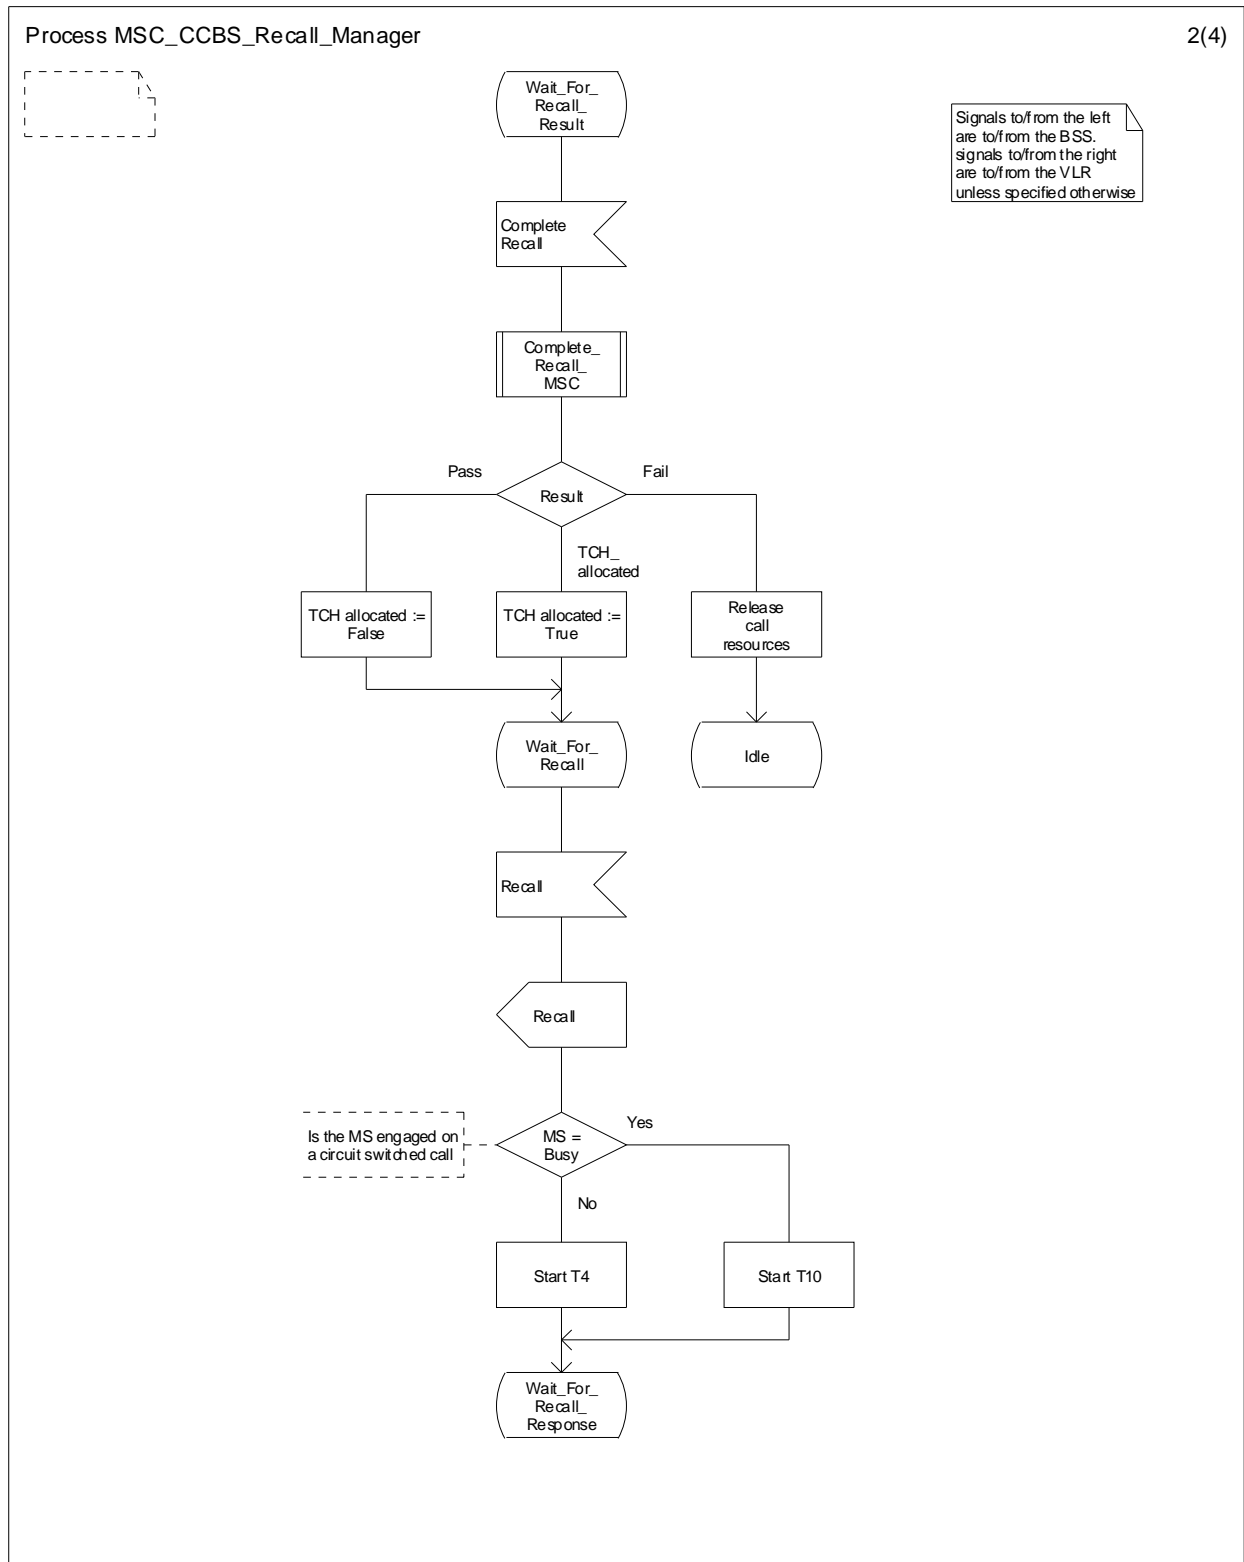 Process MSC_CCBS_Recall_Manager
2(4)
Wait_For_
Recall_
Result
Signals to/from the left
are to/from the BSS.
signals to/from the right
are to/from the VLR
unless specified otherwise
Complete
Recall
Complete_
Recall_
MSC
Pass
Fail
Result
TCH_
allocated
TCH allocated :=
False
TCH allocated :=
True
Release
call
resources
Wait_For_
Recall
Idle
Recall
Recall
Is the MS engaged on
a circuit switched call
MS =
Busy
Yes
No
Start T4
Start T10
Wait_For_
Recall_
Response